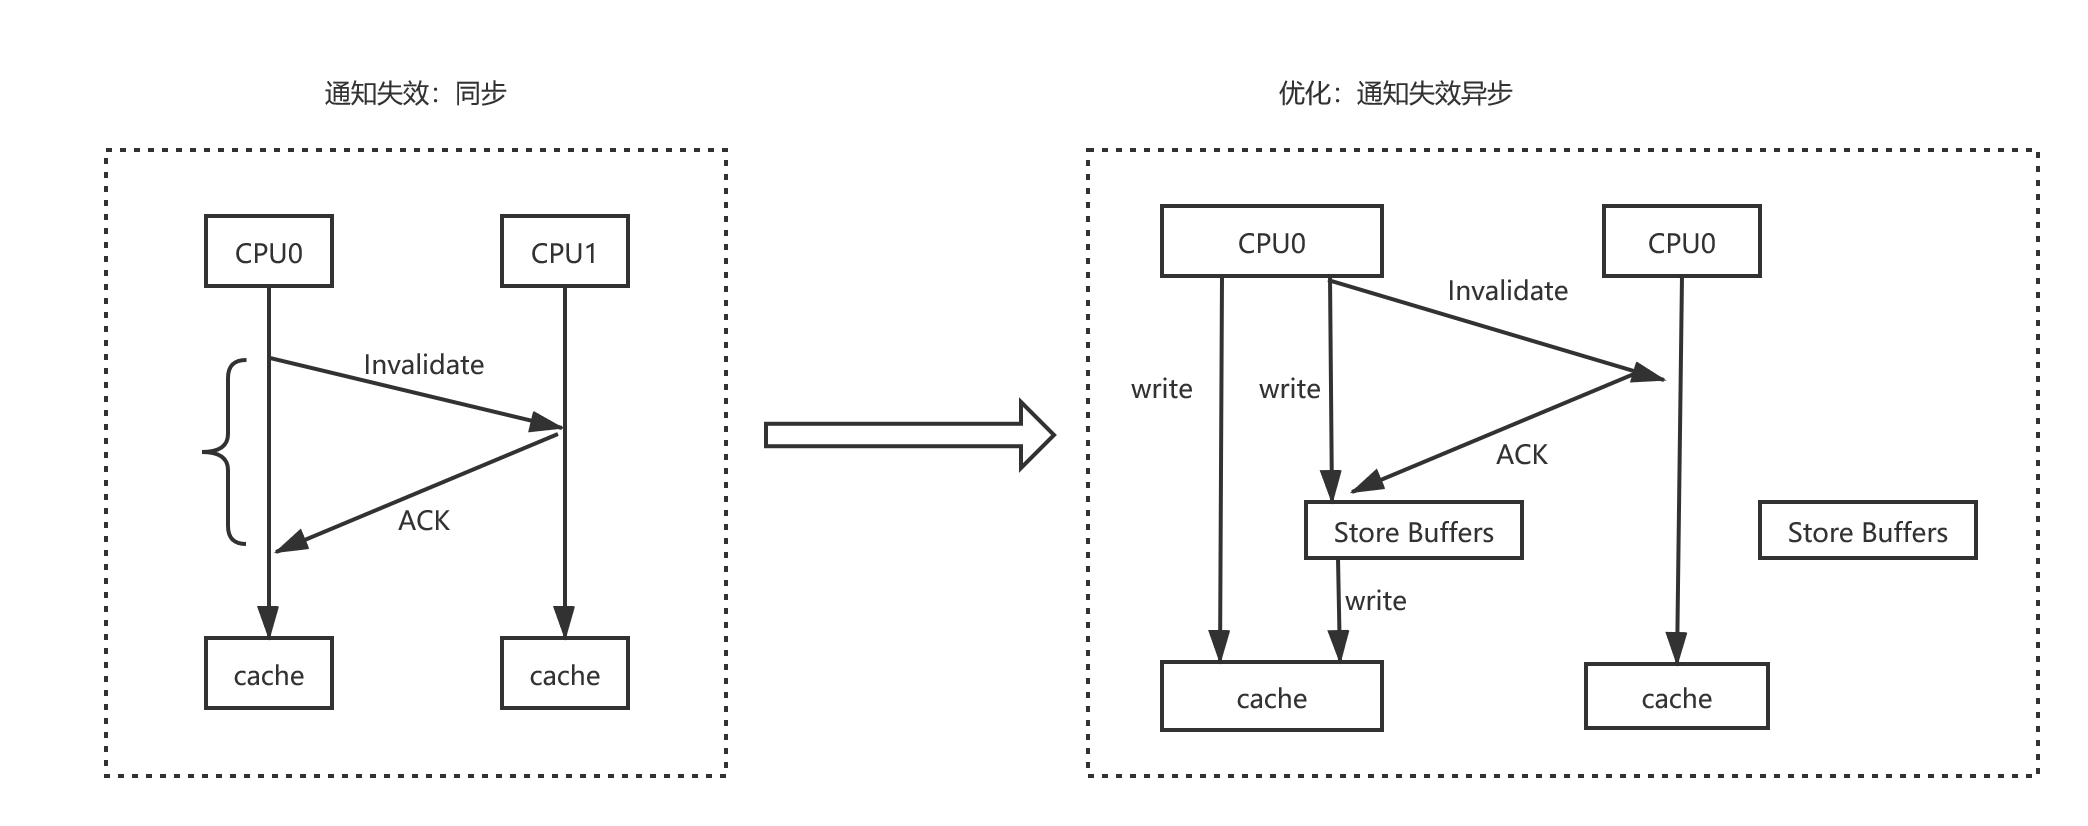 通知失效：同步
CPU0
CPU1
Invalidate
ACK
cache
cache
优化：通知失效异步
CPU0
CPU0
Invalidate
write
write
ACK
Store Buffers
Store Buffers
write
cache
cache